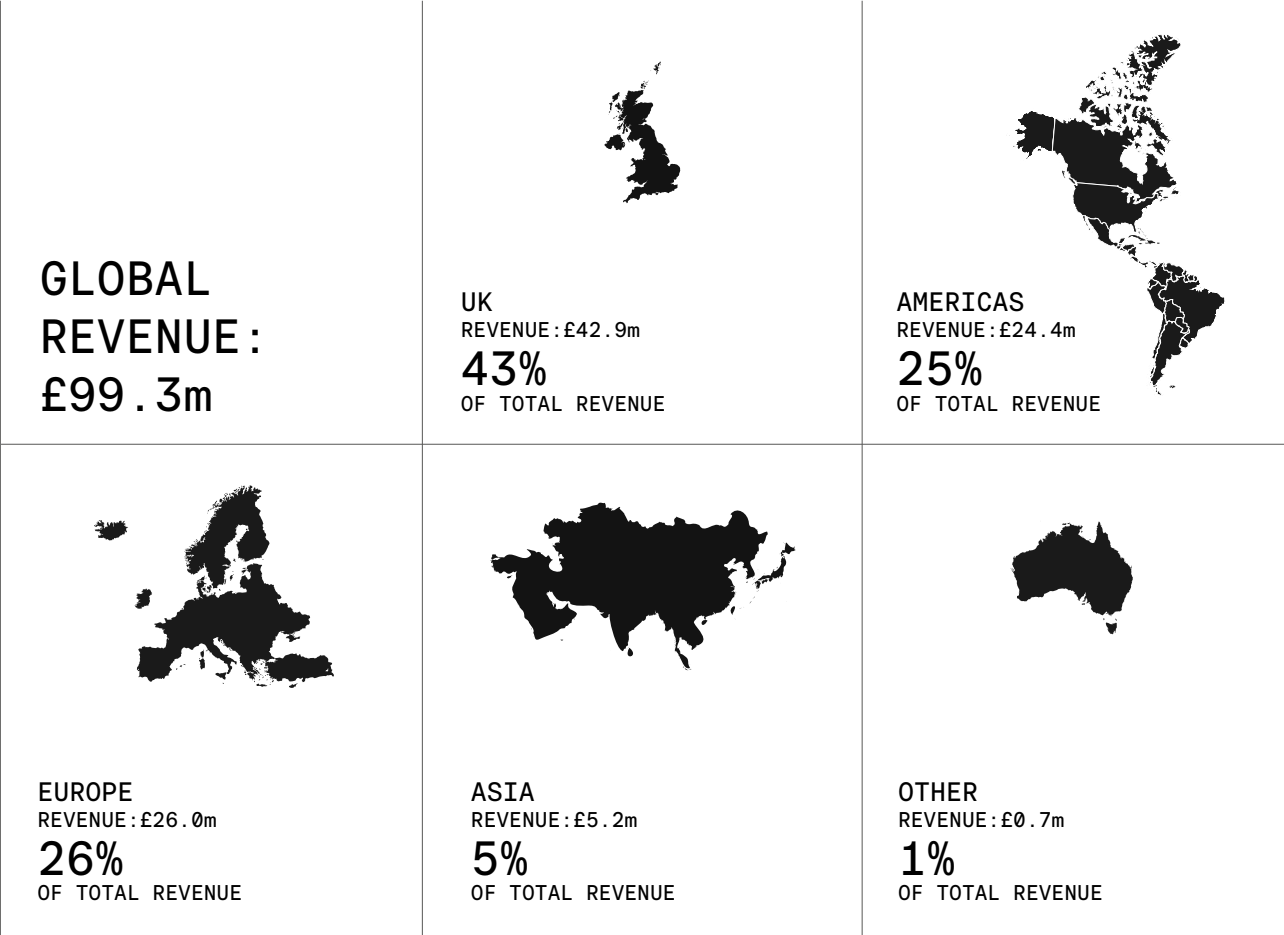 GLOBAL
REVENUE:
£99.3m
UK
REVENUE:£42.9m
43%
OF TOTAL REVENUE
AMERICAS
REVENUE:£24.4m
25%
OF TOTAL REVENUE
EUROPE
REVENUE:£26.0m
26%
OF TOTAL REVENUE
ASIA
REVENUE:£5.2m
5%
OF TOTAL REVENUE
OTHER
REVENUE:£0.7m
1%
OF TOTAL REVENUE